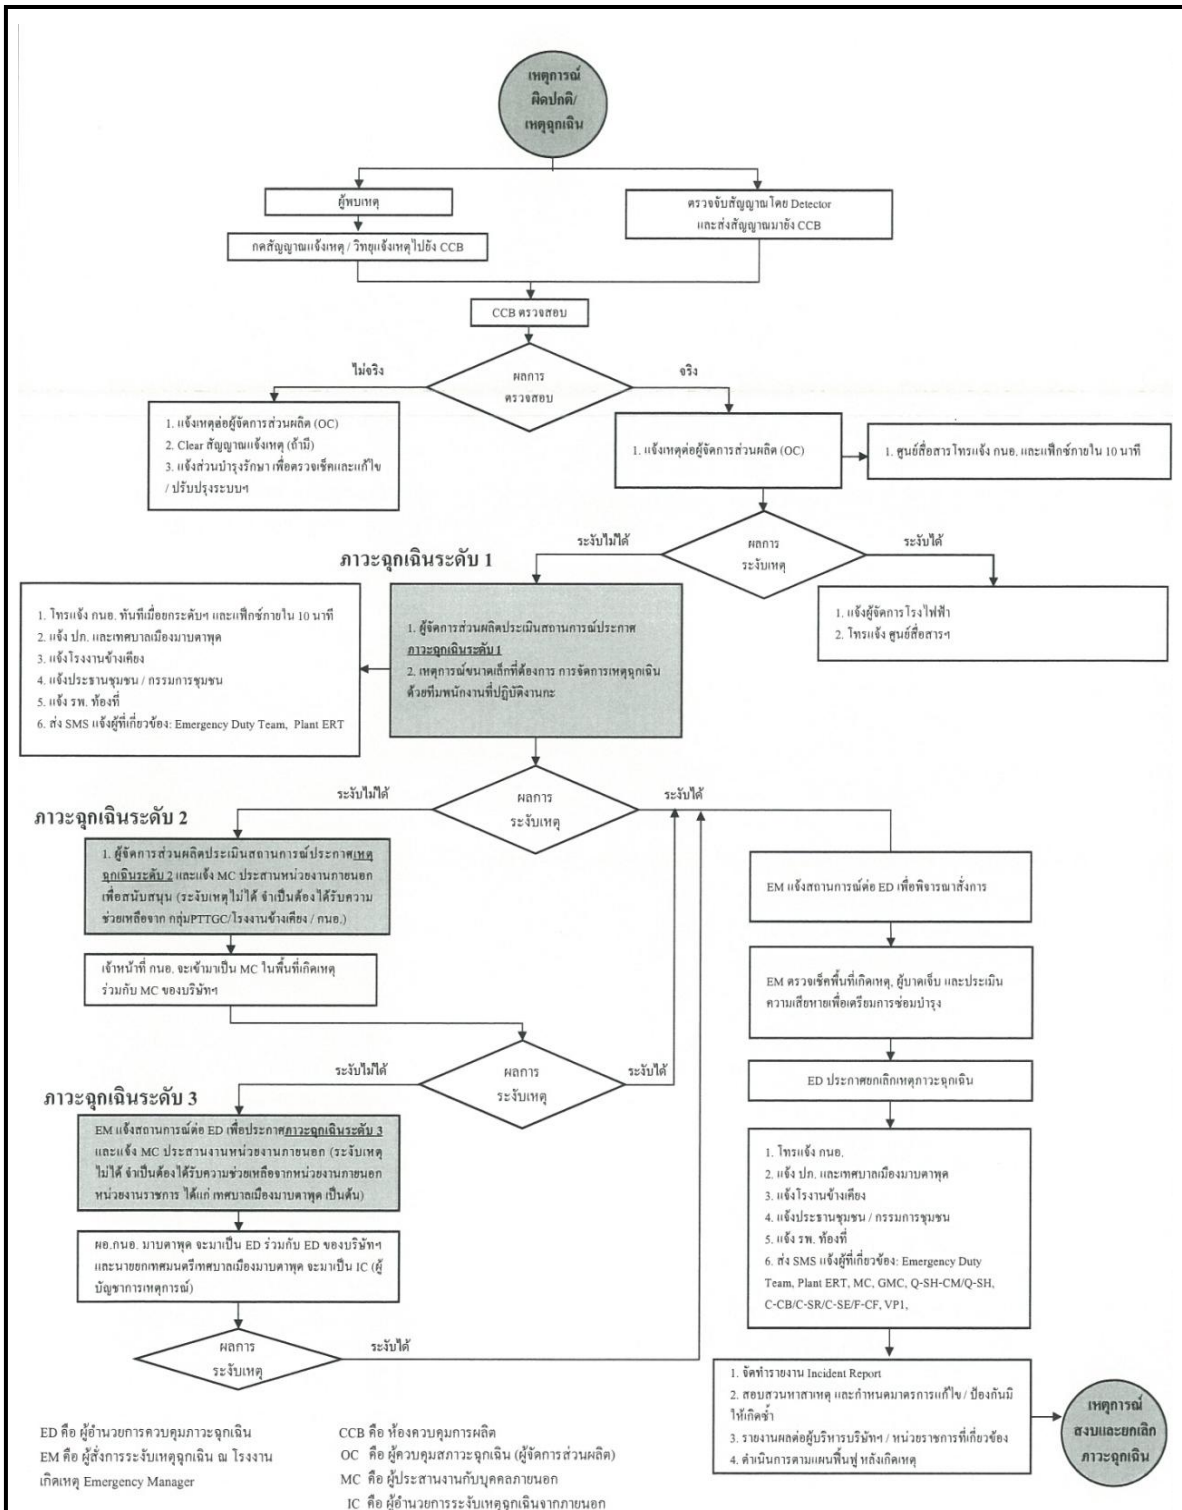 เหตุการณ์
ผิดปกติ/
เหตุฉุกเฉิน
ผู้พบเหตุ
ตรวจจับสัญญาณโดย Detector
และส่งสัญญาณมายัง CCB
กดสัญญาณแจ้งเหตุ / วิทยุแจ้งเหตุไปยัง CCB
CCB ตรวจสอบ
ไม่จริง
ผลการ
ตรวจสอบ
จริง
1. แจ้งเหตุต่อผู้จัดการส่วนผลิต (OC)
2. Clear สัญญาณแจ้งเหตุ (ถ้ามี)
3. แจ้งส่วนบำรุงรักษา เพื่อตรวจเช็คและแก้ไข
/ ปรับปรุงระบบฯ
1. แจ้งเหตุต่อผู้จัดการส่วนผลิต (OC)
1. ศูนย์สื่อสารโทรแจ้ง กนอ. และแฟ็กซ์ภายใน 10 นาที
ระงับไม่ได้
ผลการ
ระงับเหตุ
ระงับได้
ภาวะฉุกเฉินระดับ 1
1. โทรแจ้ง กนอ. ทันทีเมื่อยกระดับฯ และแฟ็กซ์ภายใน 10 นาที
2. แจ้ง ปภ. และเทศบาลเมืองมาบตาพุด
3. แจ้งโรงงานข้างเคียง
4. แจ้งประธานชุมชน / กรรมการชุมชน
5. แจ้ง รพ. ท้องที่
6. ส่ง SMS แจ้งผู้ที่เกี่ยวข้อง: Emergency Duty Team, Plant ERT
1. ผู้จัดการส่วนผลิตประเมินสถานการณ์ประกาศ
ภาวะฉุกเฉินระดับ 1
2. เหตุการณ์ขนาดเล็กที่ต้องการ การจัดการเหตุฉุกเฉิน
ด้วยทีมพนักงานที่ปฏิบัติงานกะ
1. แจ้งผู้จัดการโรงไฟฟ้า
2. โทรแจ้ง ศูนย์สื่อสารฯ
ระงับไม่ได้
ผลการ
ระงับเหตุ
ระงับได้
ภาวะฉุกเฉินระดับ 2
1. ผู้จัดการส่วนผลิตประเมินสถานการณ์ประกาศเหตุ
ฉุกเฉินระดับ 2 และแจ้ง MC ประสานหน่วยงานภายนอก
เพื่อสนับสนุน (ระงับเหตุไม่ได้ จำเป็นต้องได้รับความ
ช่วยเหลือจาก กลุ่มPTTGC/โรงงานข้างเคียง / กนอ.)
เจ้าหน้าที่ กนอ. จะเข้ามาเป็น MC ในพื้นที่เกิดเหตุ
ร่วมกับ MC ของบริษัทฯ
EM แจ้งสถานการณ์ต่อ ED เพื่อพิจารณาสั่งการ
EM ตรวจเช็คพื้นที่เกิดเหตุ, ผู้บาดเจ็บ และประเมิน
ความเสียหายเพื่อเตรียมการซ่อมบำรุง
ระงับไม่ได้
ผลการ
ระงับเหตุ
ระงับได้
ED ประกาศยกเลิกเหตุภาวะฉุกเฉิน
ภาวะฉุกเฉินระดับ 3
EM แจ้งสถานการณ์ต่อ ED เพื่อประกาศภาวะฉุกเฉินระดับ 3
และแจ้ง MC ประสานงานหน่วยงานภายนอก (ระงับเหตุ
ไม่ได้ จำเป็นต้องได้รับความช่วยเหลือจากหน่วยงานภายนอก
หน่วยงานราชการ ได้แก่ เทศบาลเมืองมาบตาพุด เป็นต้น)
ผอ.กนอ. มาบตาพุด จะมาเป็น ED ร่วมกับ ED ของบริษัทฯ
และนายยกเทศมนตรีเทศบาลเมืองมาบตาพุด จะมาเป็น IC (ผู้
บัญชาการเหตุการณ์)
1. โทรแจ้ง กนอ.
2. แจ้ง ปภ. และเทศบาลเมืองมาบตาพุด
3. แจ้งโรงานข้างเคียง
4. แจ้งประธานชุมชน / กรรมการชุมชน
5. แจ้ง รพ. ท้องที่
6. ส่ง SMS แจ้งผู้ที่เกี่ยวข้อง: Emergency Duty
Team, Plant ERT, MC, GMC, Q-SH-CM/Q-SH,
C-CB/C-SR/C-SE/F-CF, VP1,
ผลการ
ระงับเหตุ
ระงับได้
1. จัดทำรายงาน Incident Report
2. สอบสวนหาสาเหตุ และกำหนดมาตรการแก้ไข / ป้องกันมิ
ให้เกิดซ้ำ
3. รายงานผลต่อผู้บริหารบริษัทฯ / หน่วยราชการที่เกี่ยวข้อง
4. ดำเนินการตามแผนฟื้นฟู หลังเกิดเหตุ
เหตุการณ์
สงบและยกเลิก
ภาวะฉุกเฉิน
ED คือ ผู้อำนวยการควบคุมภาวะฉุกเฉิน
EM คือ ผู้สั่งการระงับเหตุฉุกเฉิน ณ โรงงาน
เกิดเหตุ Emergency Manager
CCB คือ ห้องควบคุมการผลิต
OC คือ ผู้ควบคุมสภาวะฉุกเฉิน (ผู้จัดการส่วนผลิต)
MC คือ ผู้ประสานงานกับบุคคลภายนอก
IC คือ ผู้อำนวยการระงับเหตุฉุกเฉินจากภายนอก